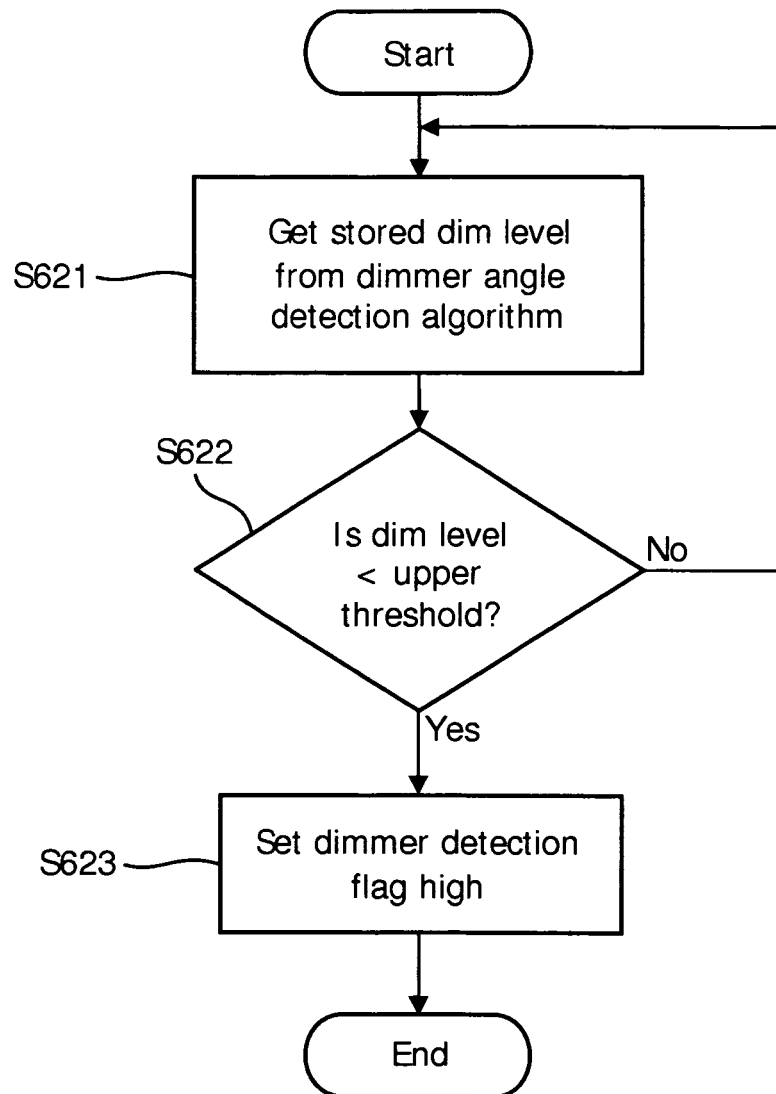 Start
S621
Get stored dim level
from dimmer angle
detection algorithm
S622
Is dim level
< upper
threshold?
No
Yes
S623
Set dimmer detection
flag high
End